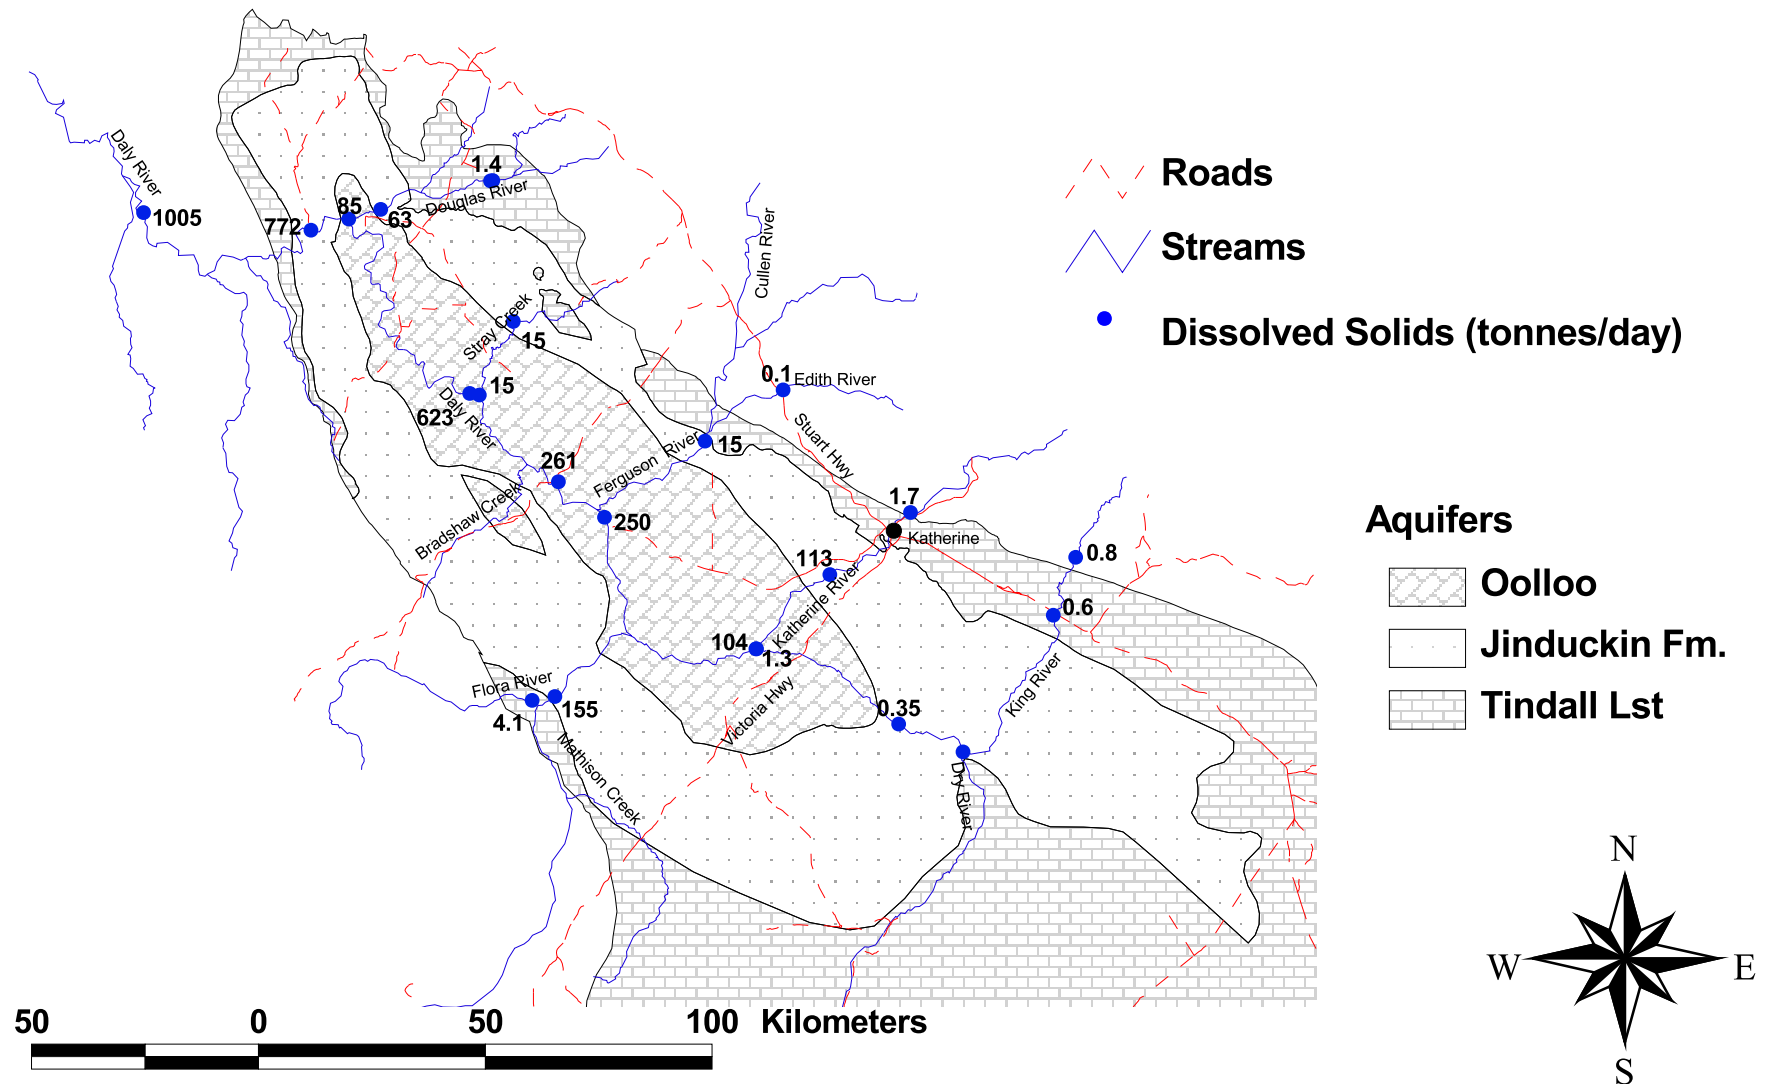 Daly River
1005
772
85
63
1.4
Douglas River
Cullen River
Q
Stray Creek
15
15
623
Daly River
0.1
Edith River
Stuart Hwy
15
Ferguson River
261
Bradshaw Creek
250
1.7
Katherine
113
Katherine River
0.8
0.6
104
1.3
King River
Flora River
4.1
155
Victoria Hwy
0.35
Mathison Creek
Dry River
Roads
Streams
Dissolved Solids (tonnes/day)
Aquifers
Oolloo
Jinduckin Fm.
Tindall Lst
N
W
E
S
50 0 50 100 Kilometers